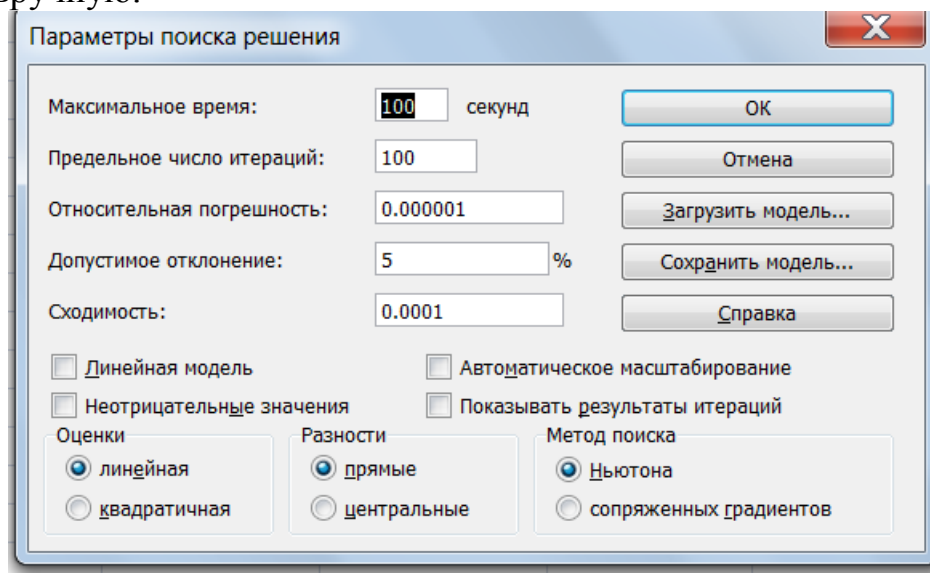 вручную.
Параметры поиска решения
Максимальное время: 100 секунд OK
Предельное число итераций: 100 Отмена
Относительная погрешность: 0.000001 Загрузить модель...
Допустимое отклонение: 5 % Сохранить модель...
Сходимость: 0.0001 Справка
Линейная модель Автоматическое масштабирование
Неотрицательные значения Показывать результаты итераций
Оценки Разности Метод поиска
линейная прямые Ньютона
квадратичная центральные сопряженных градиентов